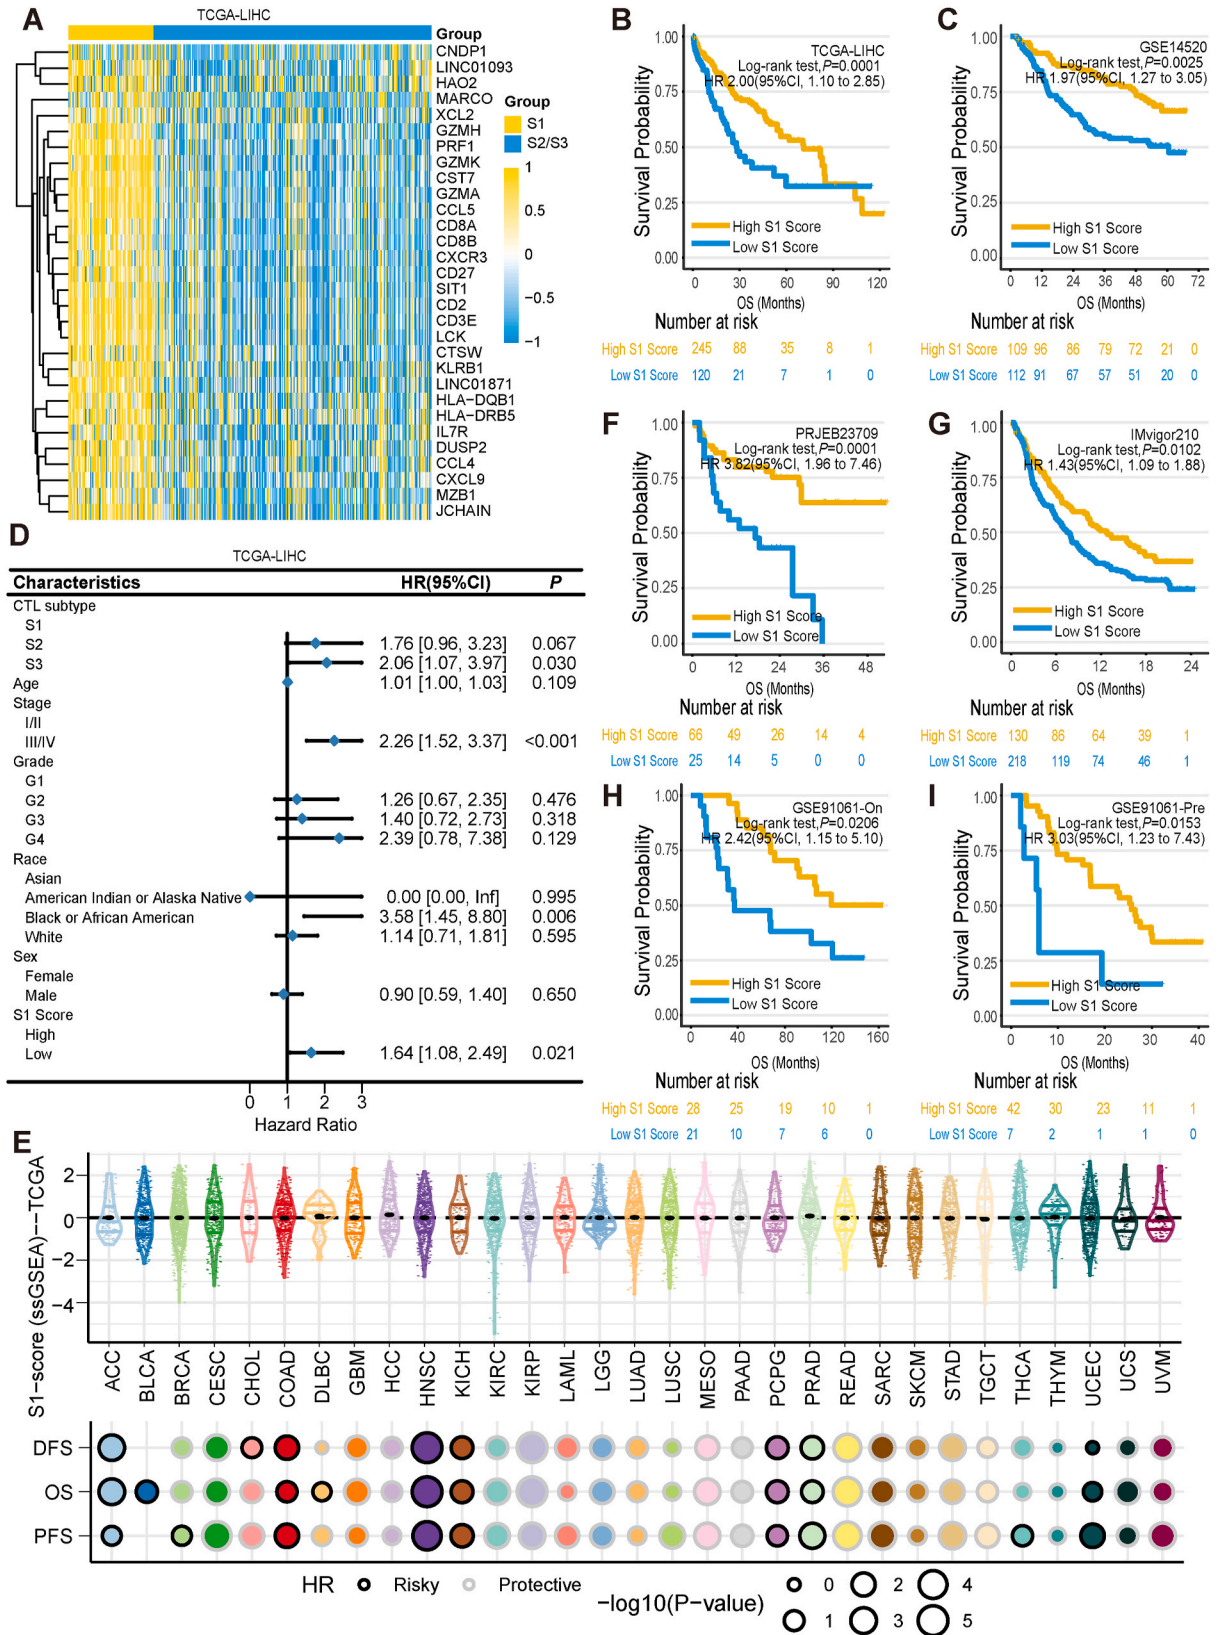 A
TCGA-LIHC
Group
CNDP1
LINC01093
HAO2
MARCO
XCL2
GZMH
PRF1
GZMK
CST7
GZMA
CCL5
CD8A
CD8B
CXCR3
CD27
SIT1
CD2
CD3E
LCK
CTSW
KLRB1
LINC01871
HLA−DQB1
HLA−DRB5
IL7R
DUSP2
CCL4
CXCL9
MZB1
JCHAIN
Group
S1
S2/S3
1
0.5
0
−0.5
−1
B
TCGA-LIHC
Log-rank test,P=0.0001
HR 2.00(95%CI, 1.10 to 2.85)
Survival Probability
1.00
0.75
0.50
0.25
0.00
High S1 Score
Low S1 Score
0 30 60 90 120
OS (Months)
Number at risk
High S1 Score 245 88 35 8 1
Low S1 Score 120 21 7 1 0
C
GSE14520
Log-rank test,P=0.0025
HR 1.97(95%CI, 1.27 to 3.05)
Survival Probability
1.00
0.75
0.50
0.25
0.00
High S1 Score
Low S1 Score
0 12 24 36 48 60 72
OS (Months)
Number at risk
High S1 Score 109 96 86 79 72 21 0
Low S1 Score 112 91 67 57 51 20 0
D
TCGA-LIHC
Characteristics HR(95%CI) P
CTL subtype
S1
S2 1.76 [0.96, 3.23] 0.067
S3 2.06 [1.07, 3.97] 0.030
Age 1.01 [1.00, 1.03] 0.109
Stage
I/II
III/IV 2.26 [1.52, 3.37] <0.001
Grade
G1
G2 1.26 [0.67, 2.35] 0.476
G3 1.40 [0.72, 2.73] 0.318
G4 2.39 [0.78, 7.38] 0.129
Race
Asian
American Indian or Alaska Native 0.00 [0.00, Inf] 0.995
Black or African American 3.58 [1.45, 8.80] 0.006
White 1.14 [0.71, 1.81] 0.595
Sex
Female
Male 0.90 [0.59, 1.40] 0.650
S1 Score
High
Low 1.64 [1.08, 2.49] 0.021
0 1 2 3
Hazard Ratio
F
PRJEB23709
Log-rank test,P=0.0001
HR 3.82(95%CI, 1.96 to 7.46)
Survival Probability
1.00
0.75
0.50
0.25
0.00
High S1 Score
Low S1 Score
0 12 24 36 48
OS (Months)
Number at risk
High S1 Score 66 49 26 14 4
Low S1 Score 25 14 5 0 0
G
IMvigor210
Log-rank test,P=0.0102
HR 1.43(95%CI, 1.09 to 1.88)
Survival Probability
1.00
0.75
0.50
0.25
0.00
High S1 Score
Low S1 Score
0 6 12 18 24
OS (Months)
Number at risk
High S1 Score 130 86 64 39 1
Low S1 Score 218 119 74 46 1
H
GSE91061-On
Log-rank test,P=0.0206
HR 2.42(95%CI, 1.15 to 5.10)
Survival Probability
1.00
0.75
0.50
0.25
0.00
High S1 Score
Low S1 Score
0 40 80 120 160
OS (Months)
Number at risk
High S1 Score 28 25 19 10 1
Low S1 Score 21 10 7 6 0
I
GSE91061-Pre
Log-rank test,P=0.0153
HR 3.03(95%CI, 1.23 to 7.43)
Survival Probability
1.00
0.75
0.50
0.25
0.00
High S1 Score
Low S1 Score
0 10 20 30 40
OS (Months)
Number at risk
High S1 Score 42 30 23 11 1
Low S1 Score 7 2 1 1 0
E
S1−score (ssGSEA)−−TCGA
2
0
−2
−4
ACC BLCA BRCA CESC CHOL COAD DLBC GBM HCC HNSC KICH KIRC KIRP LAML LGG LUAD LUSC MESO PAAD PCPG PRAD READ SARC SKCM STAD TGCT THCA THYM UCEC UCS UVM
DFS
OS
PFS
HR Risky Protective
−log10(P−value)
0 2 4
1 3 5